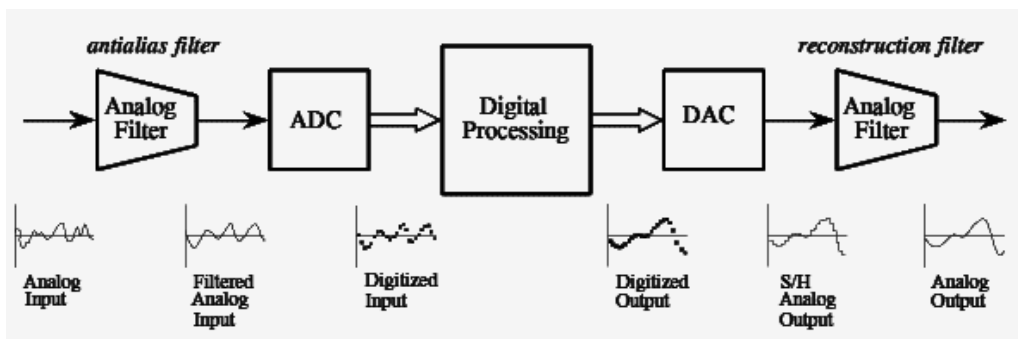 antialias filter
reconstruction filter
Analog
Filter
ADC
Digital
Processing
DAC
Analog
Filter
Analog
Input
Filtered
Analog
Input
Digitized
Input
Digitized
Output
S/H
Analog
Output
Analog
Output